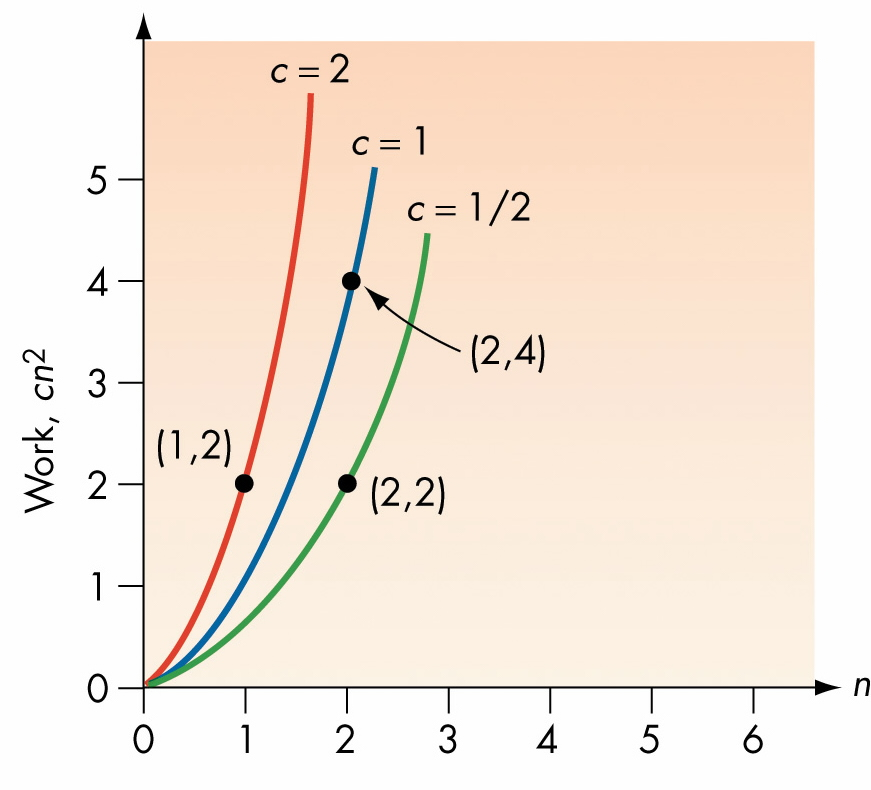 c = 2
c = 1
c = 1/2
5
4
(2,4)
3
(1,2)
2
(2,2)
1
0
Work, cn²
n
0 1 2 3 4 5 6